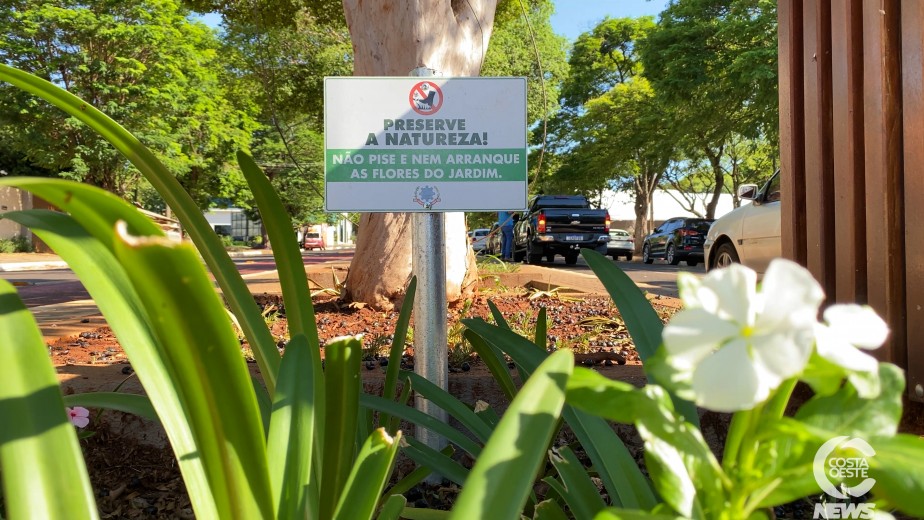 PRESERVE
A NATUREZA!
NÃO PISE E NEM ARRANQUE
AS FLORES DO JARDIM.
COSTA
OESTE
NEWS